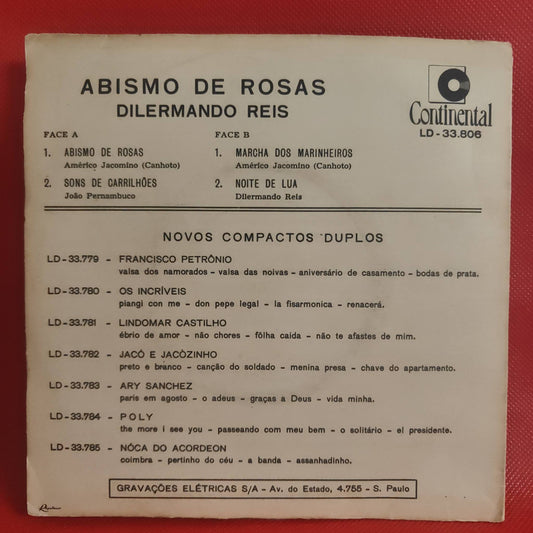 ABISMO DE ROSAS
DILERMANDO REIS
Continental
LD-33.806
FACE A
1. ABISMO DE ROSAS
Américo Jacomino (Canhoto)
2. SONS DE CARRILHÕES
João Pernambuco
FACE B
1. MARCHA DOS MARINHEIROS
Américo Jacomino (Canhoto)
2. NOITE DE LUA
Dilermando Reis
NOVOS COMPACTOS DUPLOS
LD-33.779 - FRANCISCO PETRÔNIO
valsa dos namorados - valsa das noivas - aniversário de casamento - bodas de prata.
LD-33.780 - OS INCRÍVEIS
piangi con me - don pepe legal - la fisarmonica - renacerá.
LD-33.781 - LINDOMAR CASTILHO
ébrio de amor - não chores - fôlha caida - não te afastes de mim.
LD-33.782 - JACÓ E JACÒZINHO
preto e branco - canção do soldado - menina presa - chave do apartamento.
LD-33.783 - ARY SANCHEZ
paris em agosto - o adeus - graças a Deus - vida minha.
LD-33.784 - POLY
the more i see you - passeando com meu bem - o solitário - el presidente.
LD-33.785 - NÓCA DO ACORDEON
coimbra - pertinho do céu - a banda - assanhadinho.
GRAVAÇÕES ELÉTRICAS S/A - Av. do Estado, 4.755 - S. Paulo